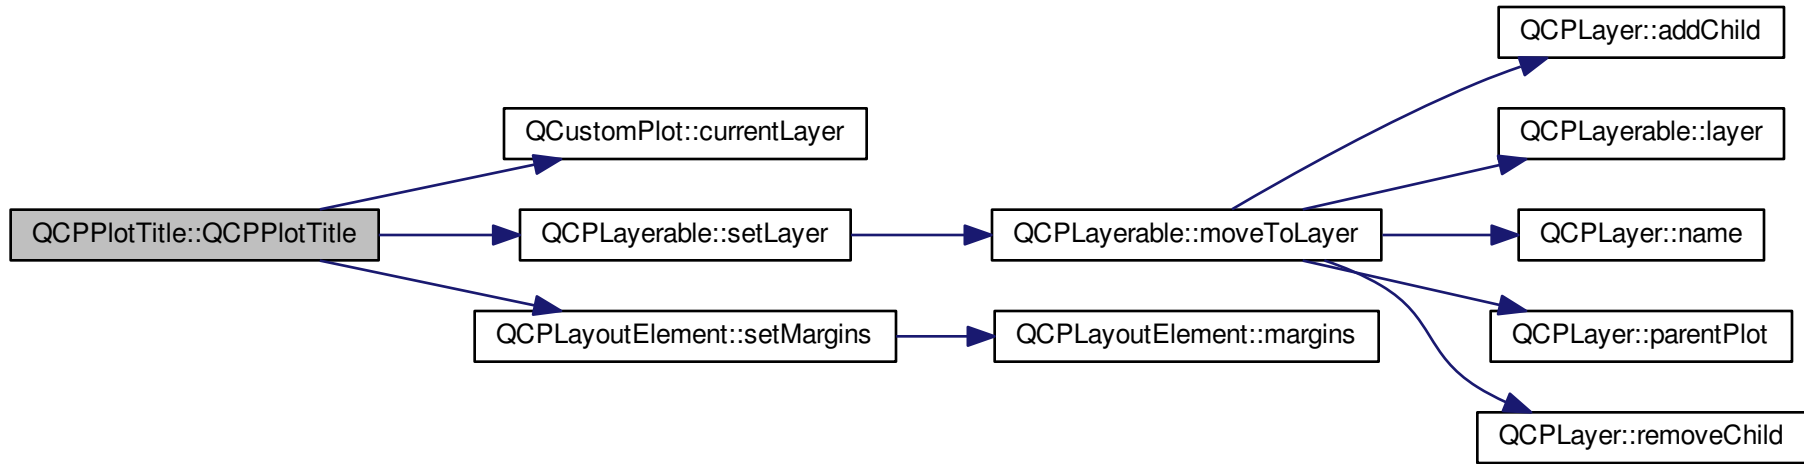 QCPLayer::addChild
QCustomPlot::currentLayer
QCPLayerable::layer
QCPPlotTitle::QCPPlotTitle
QCPLayerable::setLayer
QCPLayerable::moveToLayer
QCPLayer::name
QCPLayoutElement::setMargins
QCPLayoutElement::margins
QCPLayer::parentPlot
QCPLayer::removeChild